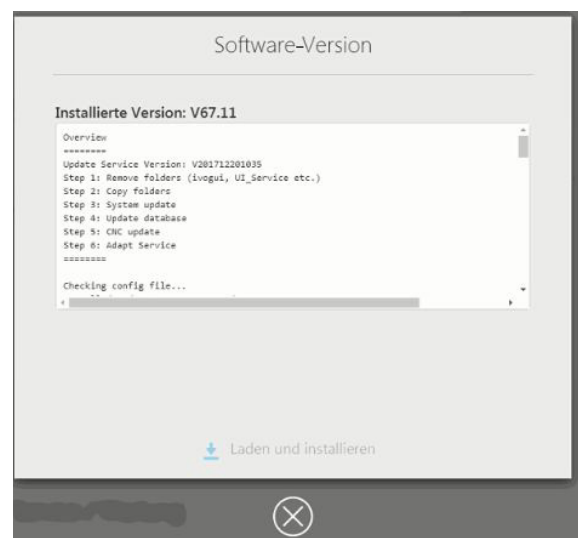 Software-Version
Installierte Version: V67.11
Overview
========
Update Service Version: V201712201035
Step 1: Remove folders (ivogui, UI_Service etc.)
Step 2: Copy folders
Step 3: System update
Step 4: Update database
Step 5: CNC update
Step 6: Adapt Service
========
Checking config file...
Laden und installieren